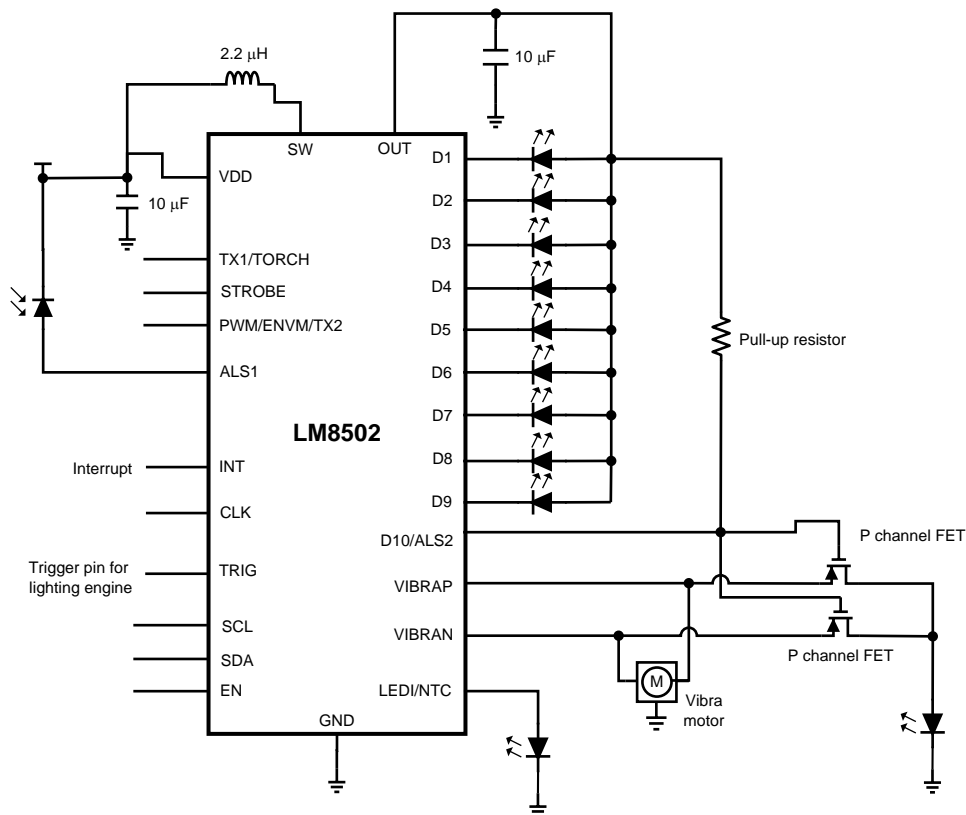 2.2 μH
10 μF
SW
OUT
VDD
10 μF
TX1/TORCH
STROBE
PWM/ENVM/TX2
ALS1
LM8502
Interrupt
INT
CLK
Trigger pin for
lighting engine
TRIG
SCL
SDA
EN
GND
D1
D2
D3
D4
D5
D6
D7
D8
D9
D10/ALS2
VIBRAP
VIBRAN
LEDI/NTC
Pull-up resistor
P channel FET
P channel FET
M
Vibra
motor